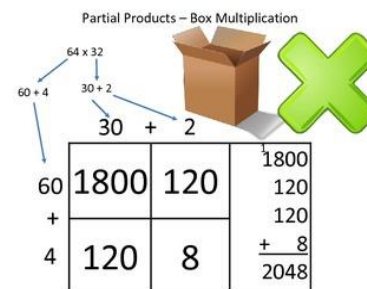 Partial Products – Box Multiplication
64 x 32
60 + 4
30 + 2
30 + 2
60 1800 120
+
4 120 8
1
1800
120
120
+ 8
2048